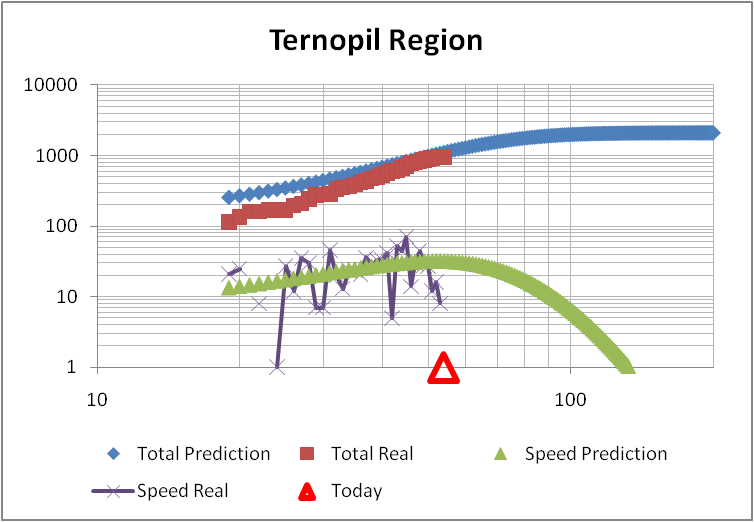 Ternopil Region
10000
1000
100
10
1
10 100
Total Prediction Total Real Speed Prediction
Speed Real Today